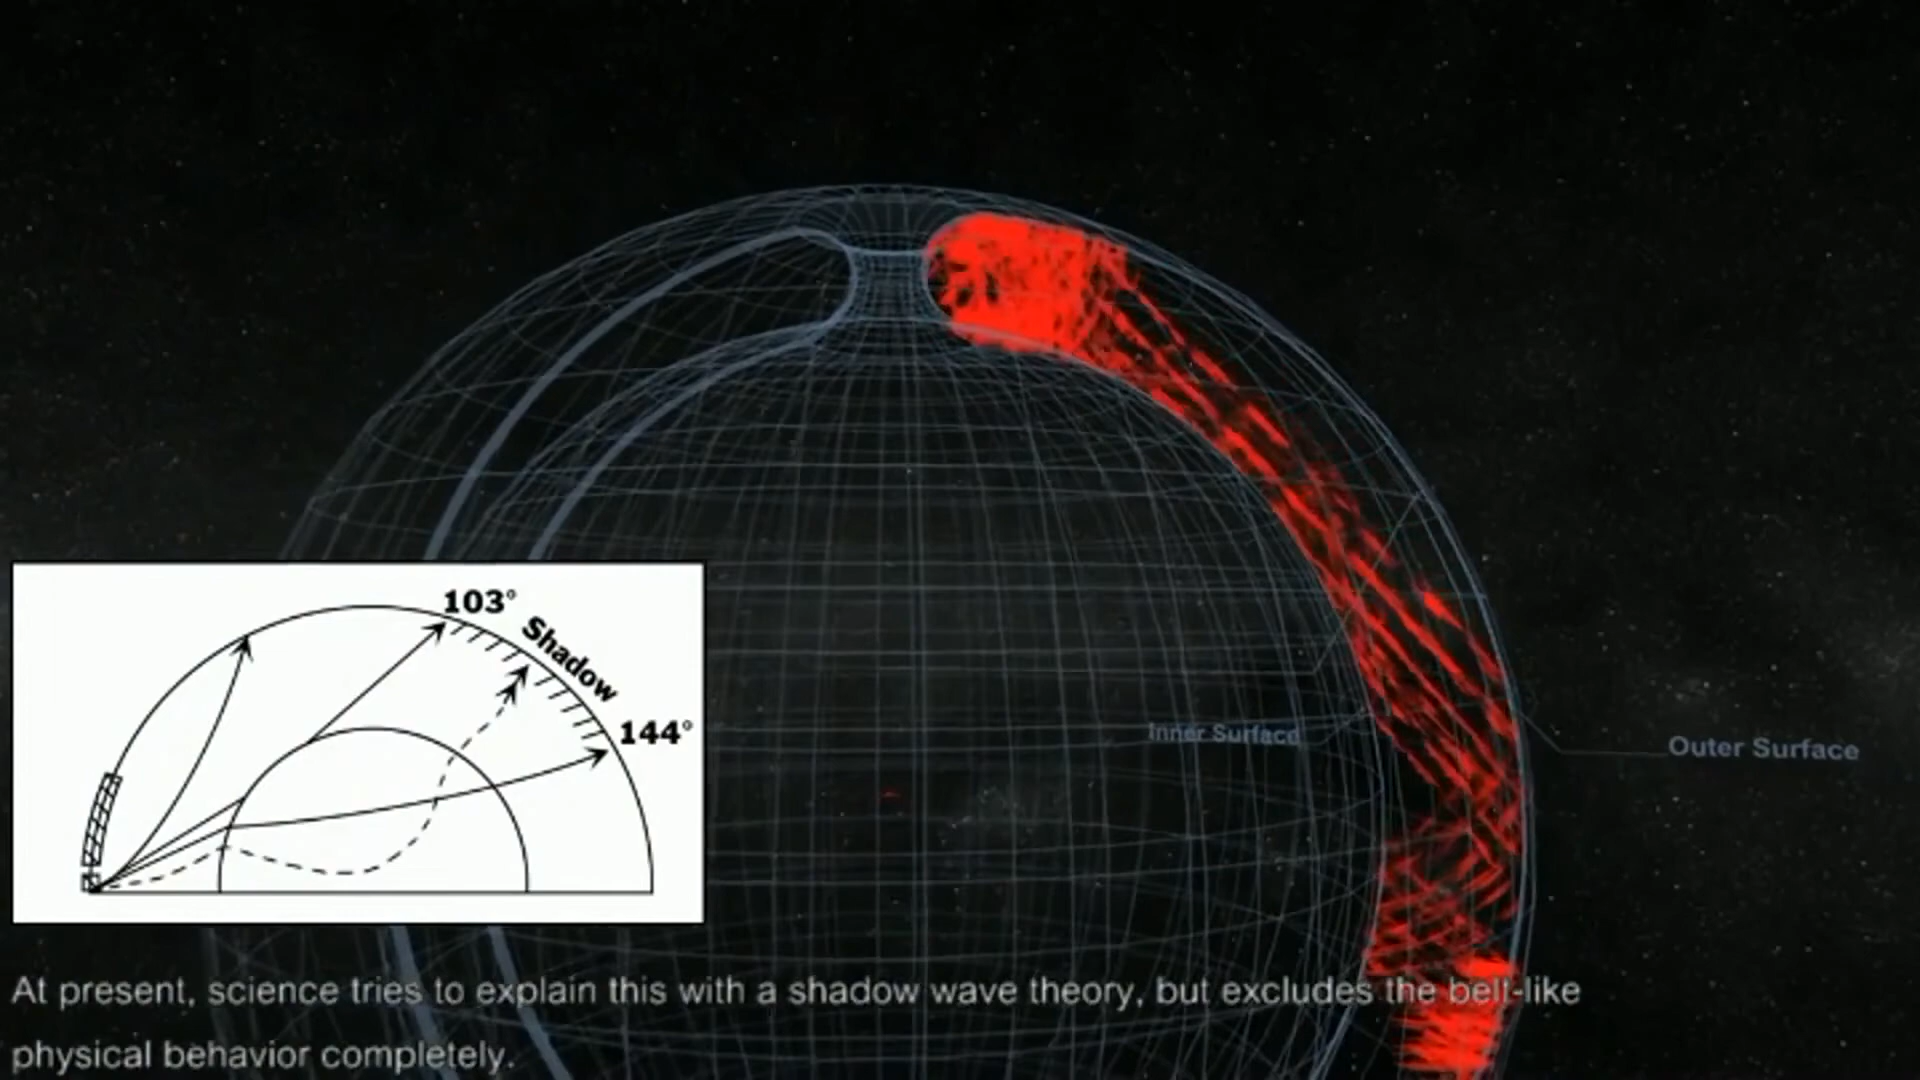 103°
Shadow
144°
Inner Surface
Outer Surface
At present, science tries to explain this with a shadow wave theory, but excludes the belt-like
physical behavior completely.